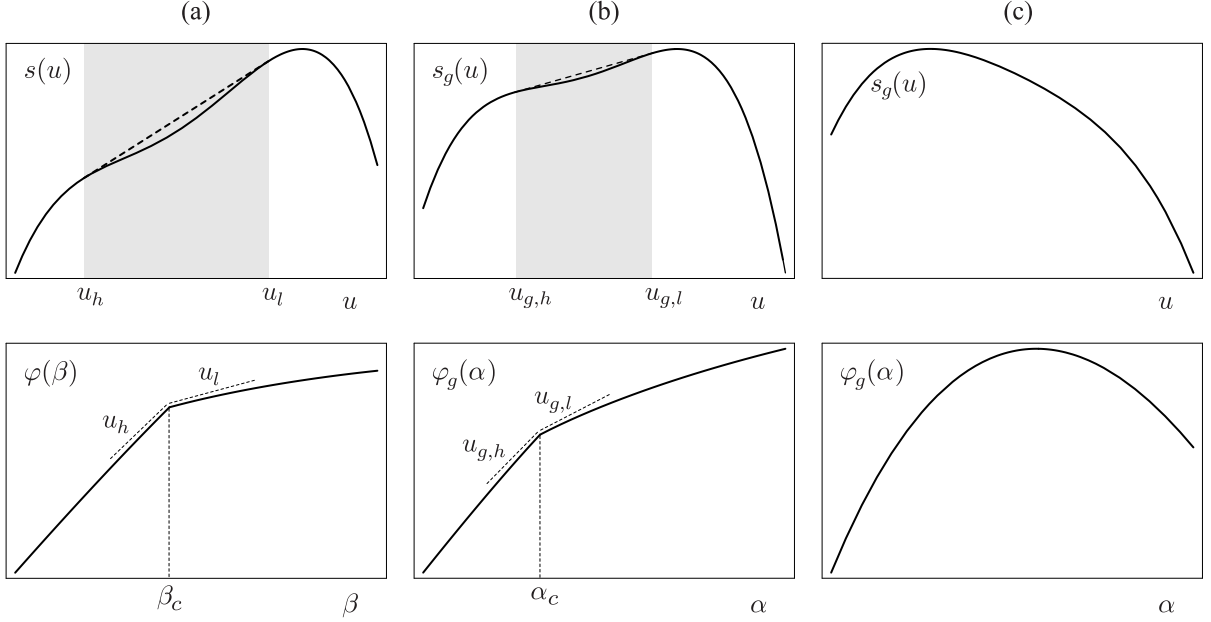 (a) (b) (c)
s(u) s_g(u) s_g(u)
u_h u_l u u_{g,h} u_{g,l} u u
φ(β) u_l φ_g(α) u_{g,l} φ_g(α)
u_h u_{g,h}
β_c β α_c α α